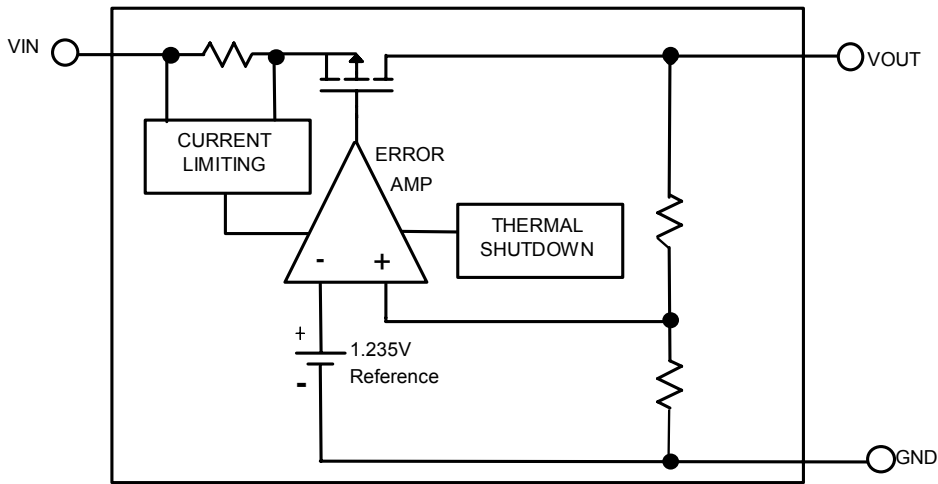 VIN
VOUT
CURRENT
LIMITING
ERROR
AMP
THERMAL
SHUTDOWN
- +
+
1.235V
Reference
-
GND